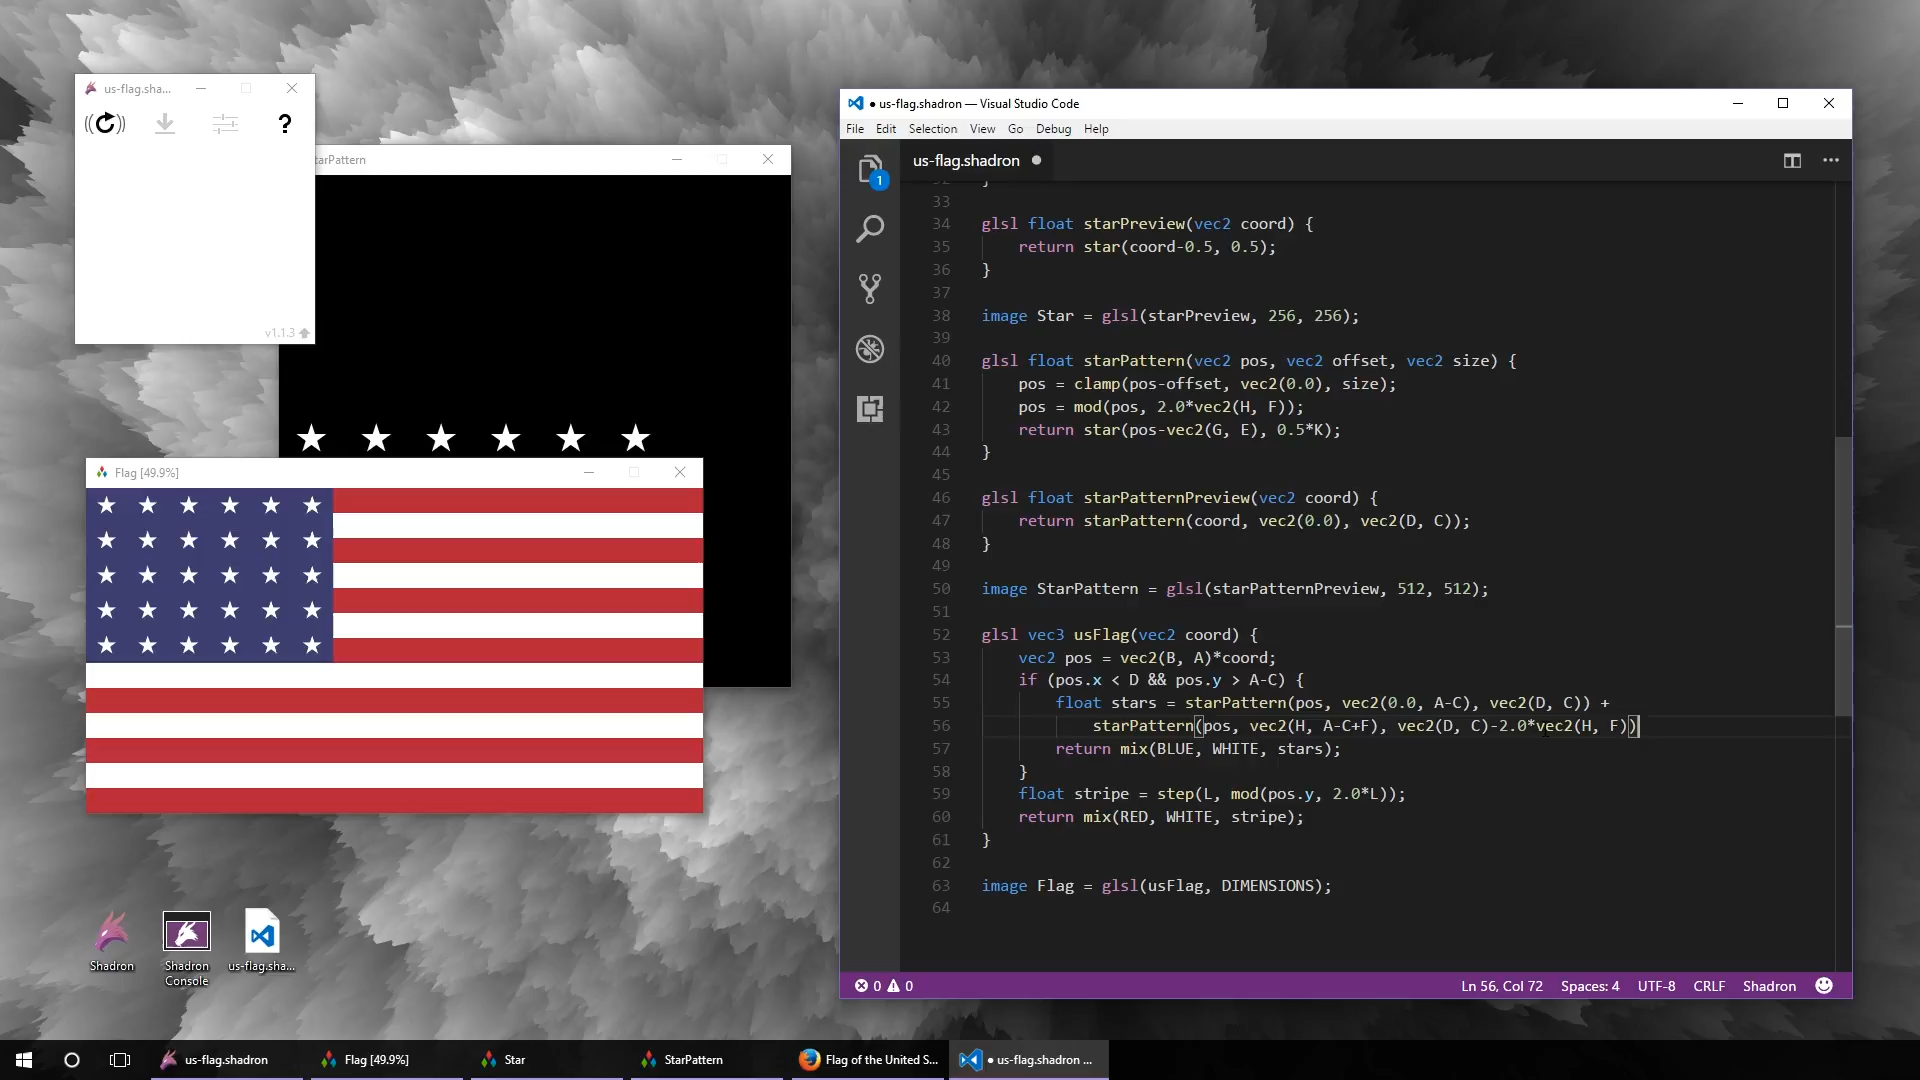 us-flag.sha...
?
v1.1.3
tarPattern
Flag [49.9%]
Shadron
Shadron
Console
us-flag.sha...
● us-flag.shadron — Visual Studio Code
File Edit Selection View Go Debug Help
1
us-flag.shadron ●
33
34 glsl float starPreview(vec2 coord) {
35 return star(coord-0.5, 0.5);
36 }
37
38 image Star = glsl(starPreview, 256, 256);
39
40 glsl float starPattern(vec2 pos, vec2 offset, vec2 size) {
41 pos = clamp(pos-offset, vec2(0.0), size);
42 pos = mod(pos, 2.0*vec2(H, F));
43 return star(pos-vec2(G, E), 0.5*K);
44 }
45
46 glsl float starPatternPreview(vec2 coord) {
47 return starPattern(coord, vec2(0.0), vec2(D, C));
48 }
49
50 image StarPattern = glsl(starPatternPreview, 512, 512);
51
52 glsl vec3 usFlag(vec2 coord) {
53 vec2 pos = vec2(B, A)*coord;
54 if (pos.x < D && pos.y > A-C) {
55 float stars = starPattern(pos, vec2(0.0, A-C), vec2(D, C)) +
56 starPattern(pos, vec2(H, A-C+F), vec2(D, C)-2.0*vec2(H, F))
57 return mix(BLUE, WHITE, stars);
58 }
59 float stripe = step(L, mod(pos.y, 2.0*L));
60 return mix(RED, WHITE, stripe);
61 }
62
63 image Flag = glsl(usFlag, DIMENSIONS);
64
0 0 Ln 56, Col 72 Spaces: 4 UTF-8 CRLF Shadron
us-flag.shadron Flag [49.9%] Star StarPattern Flag of the United S... ● us-flag.shadron ...